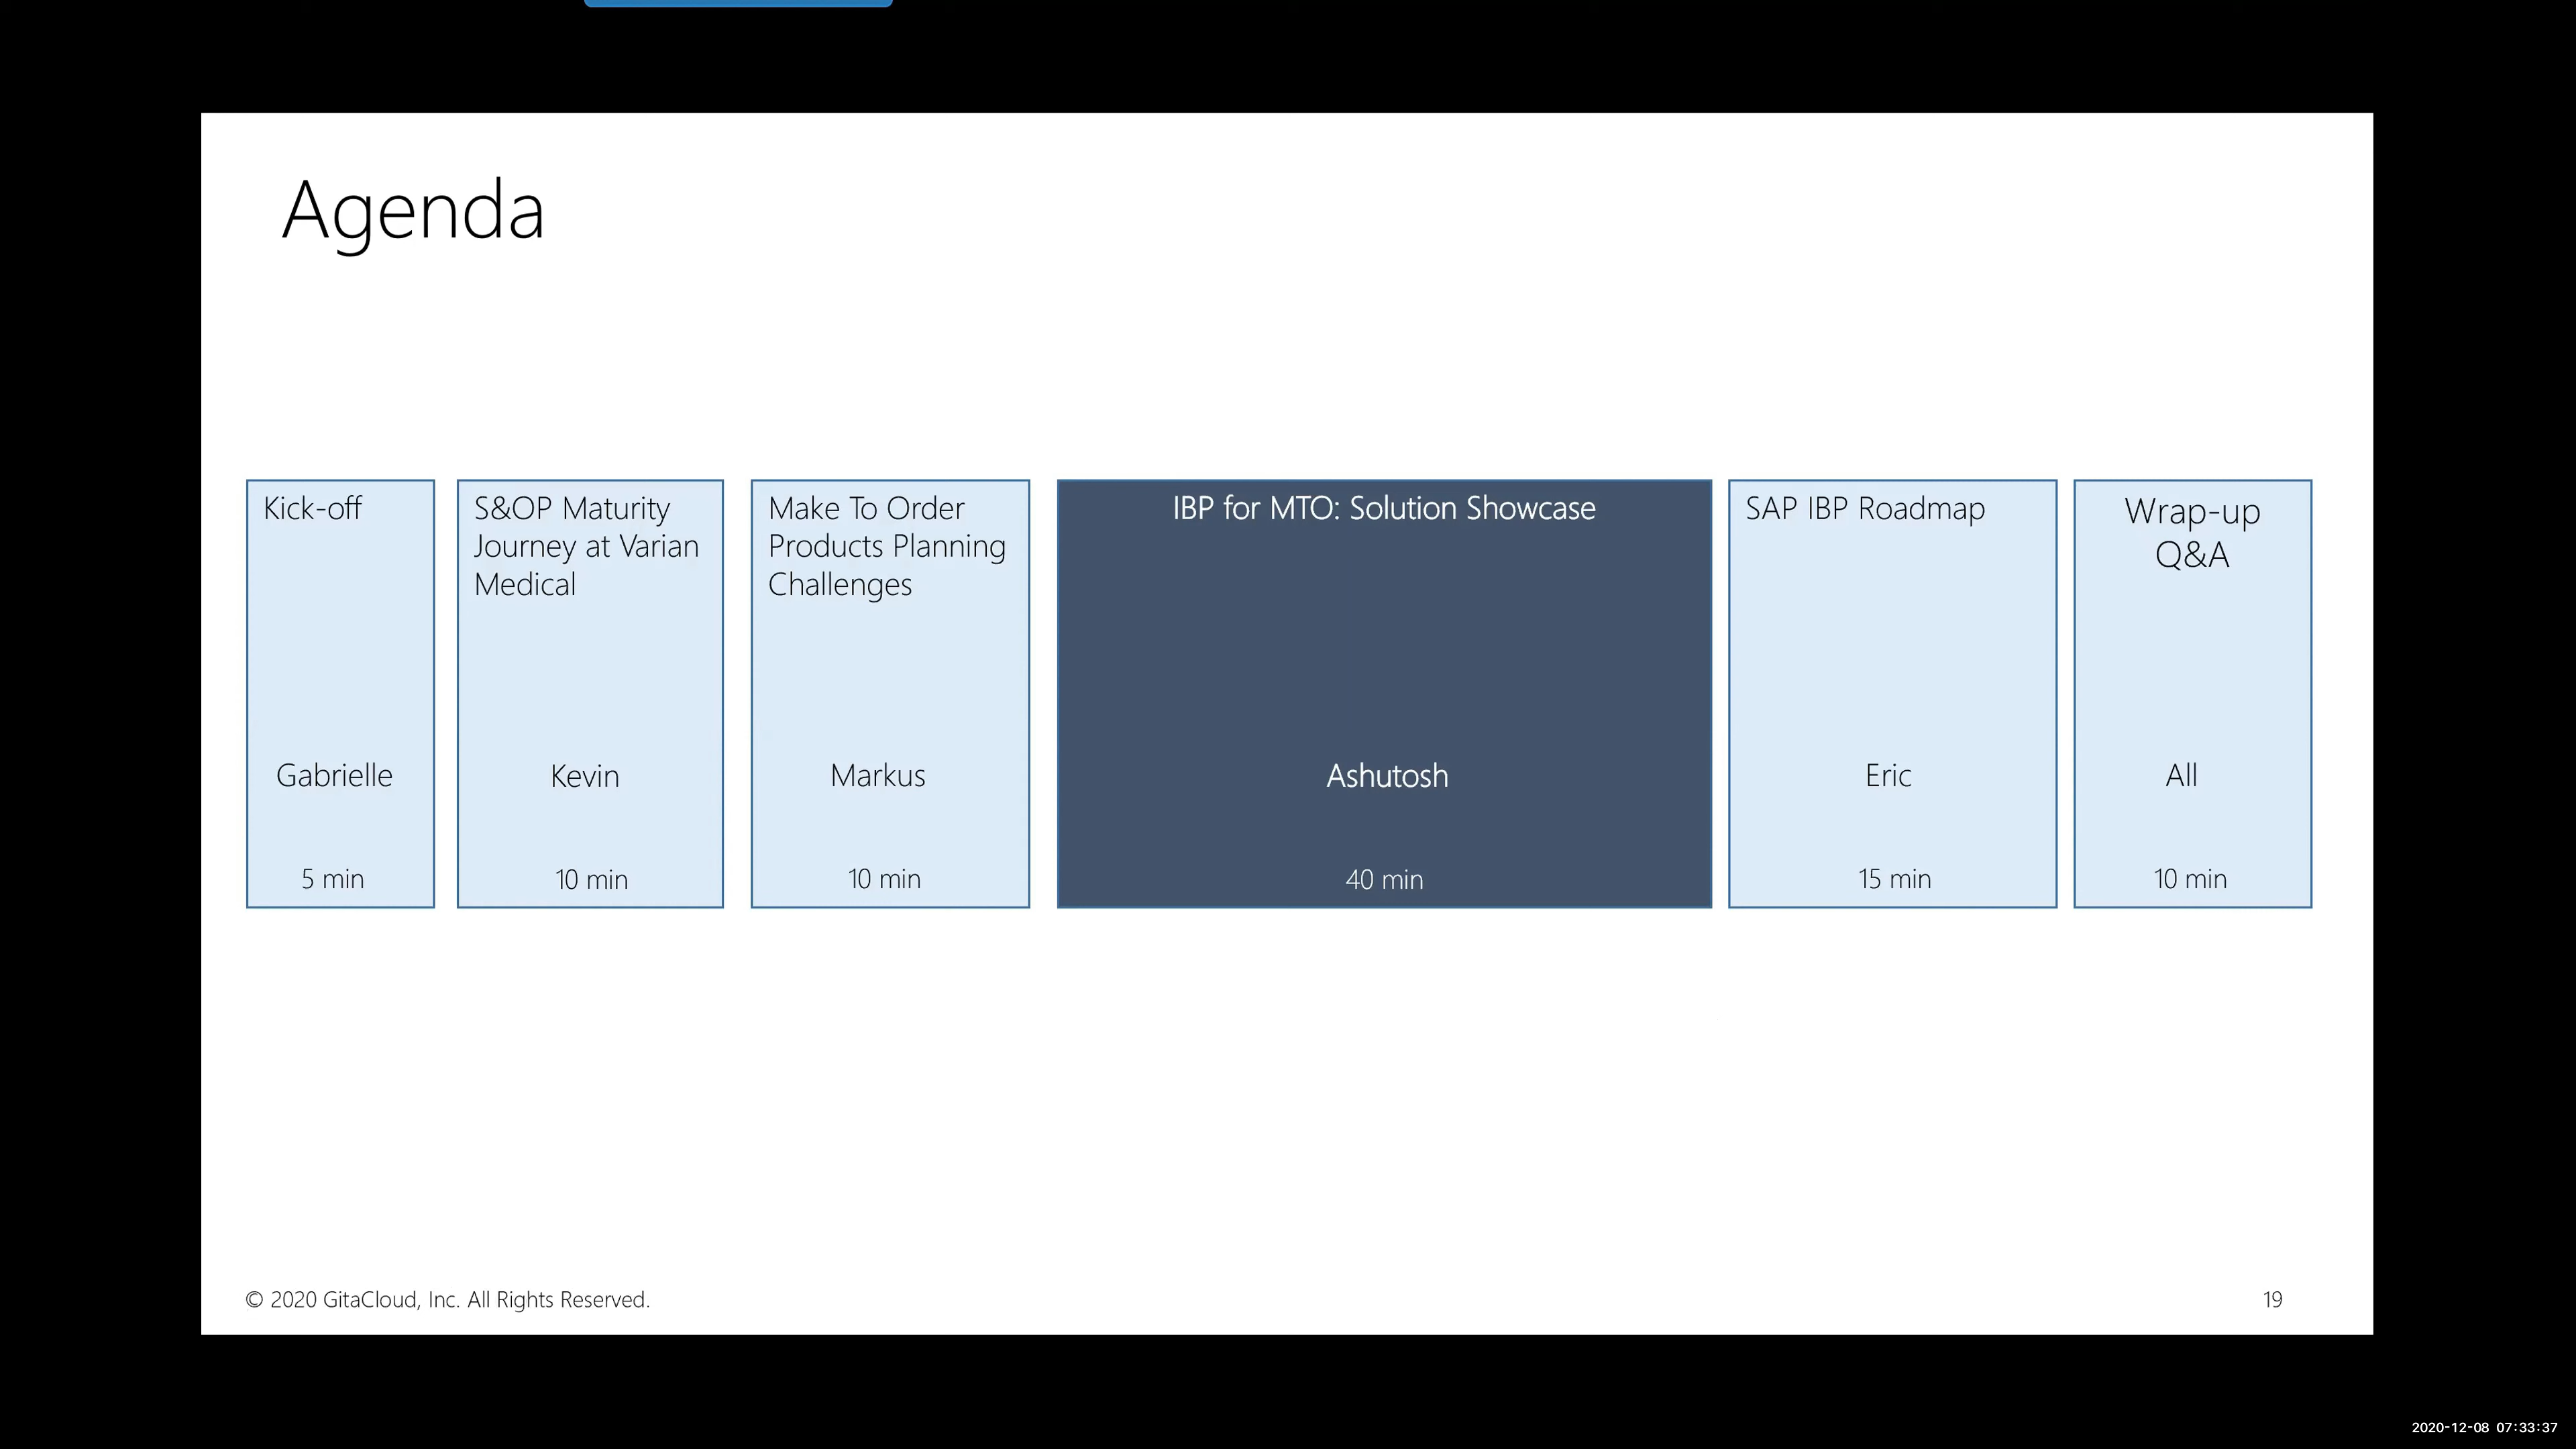 Agenda
Kick-off
Gabrielle
5 min
S&OP Maturity
Journey at Varian
Medical
Kevin
10 min
Make To Order
Products Planning
Challenges
Markus
10 min
IBP for MTO: Solution Showcase
Ashutosh
40 min
SAP IBP Roadmap
Eric
15 min
Wrap-up
Q&A
All
10 min
© 2020 GitaCloud, Inc. All Rights Reserved.
19
2020-12-08 07:33:37